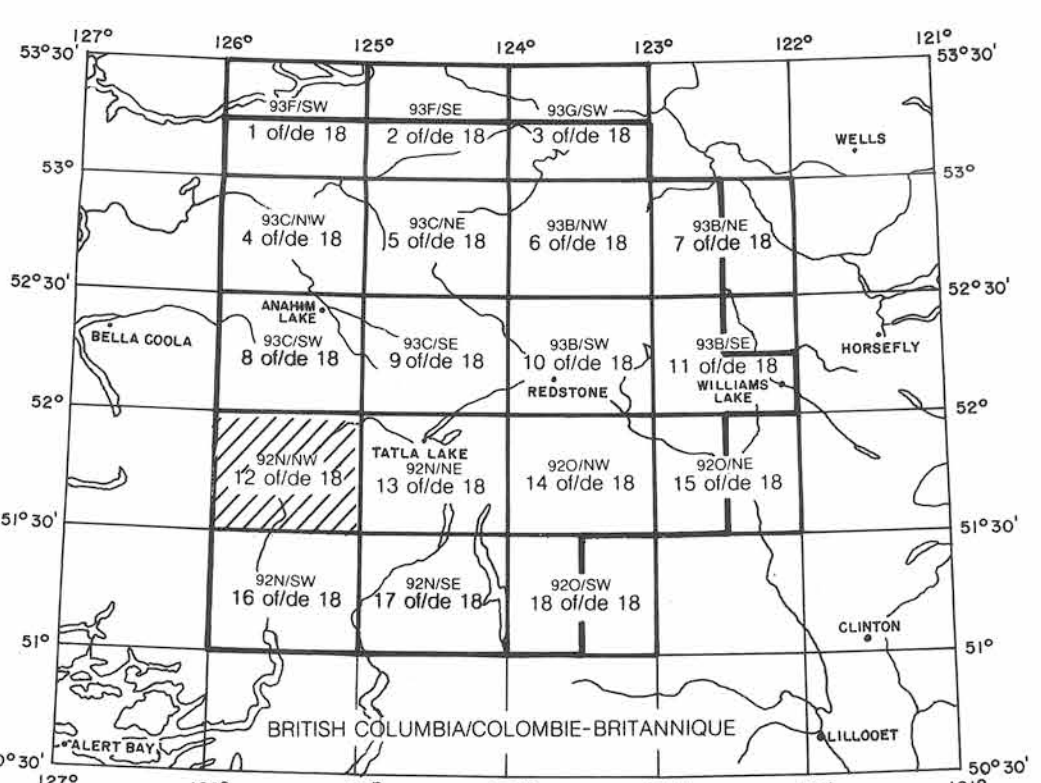 127° 126° 125° 124° 123° 122° 121°
53°30' 53°30'
93F/SW 93F/SE 93G/SW
1 of/de 18 2 of/de 18 3 of/de 18
WELLS
53° 53°
93C/NW 93C/NE 93B/NW 93B/NE
4 of/de 18 5 of/de 18 6 of/de 18 7 of/de 18
52°30' 52°30'
ANAHIM
LAKE
BELLA COOLA
93C/SW 93C/SE 93B/SW 93B/SE
8 of/de 18 9 of/de 18 10 of/de 18 11 of/de 18
HORSEFLY
REDSTONE
WILLIAMS
LAKE
52° 52°
TATLA LAKE
92N/NW 92N/NE 92O/NW 92O/NE
12 of/de 18 13 of/de 18 14 of/de 18 15 of/de 18
51°30' 51°30'
92N/SW 92N/SE 92O/SW
16 of/de 18 17 of/de 18 18 of/de 18
CLINTON
51° 51°
BRITISH COLUMBIA/COLOMBIE-BRITANNIQUE
ALERT BAY
LILLOOET
50°30'
127°